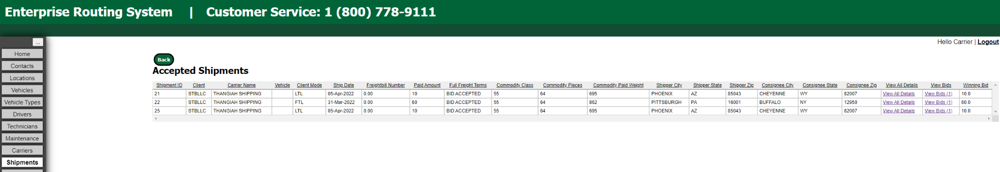 Enterprise Routing System | Customer Service: 1 (800) 778-9111
...
Hello Carrier | Logout
Home
Contacts
Locations
Vehicles
Vehicle Types
Drivers
Technicians
Maintenance
Carriers
Shipments
Back
Accepted Shipments
Shipment ID Client Carrier Name Vehicle Client Mode Ship Date Freightbill Number Paid Amount Full Freight Terms Commodity Class Commodity Pieces Commodity Paid Weight Shipper City Shipper State Shipper Zip Consignee City Consignee State Consignee Zip View All Details View Bids Winning Bid
21 STBLLC THANGIAH SHIPPING LTL 05-Apr-2022 0.00 10 BID ACCEPTED 55 64 695 PHOENIX AZ 85043 CHEYENNE WY 82007 View All Details View Bids (1) 10.0
22 STBLLC THANGIAH SHIPPING FTL 31-Mar-2022 0.00 60 BID ACCEPTED 55 64 862 PITTSBURGH PA 16001 BUFFALO NY 12950 View All Details View Bids (1) 60.0
25 STBLLC THANGIAH SHIPPING LTL 05-Apr-2022 0.00 10 BID ACCEPTED 55 64 695 PHOENIX AZ 85043 CHEYENNE WY 82007 View All Details View Bids (1) 10.0